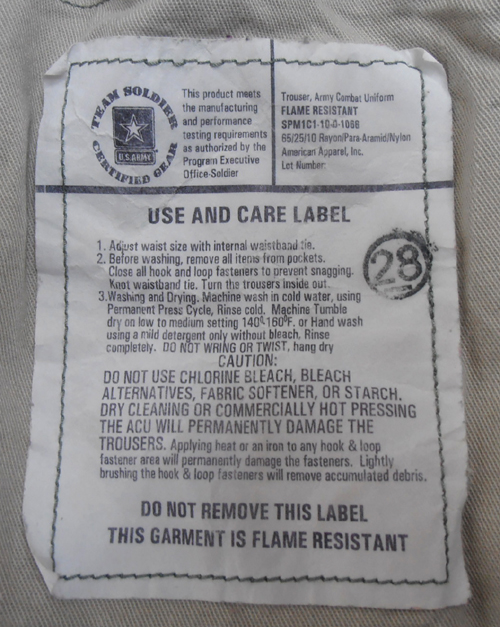 TEAM SOLDIER
U.S. ARMY
CERTIFIED GEAR
This product meets
the manufacturing
and performance
testing requirements
as authorized by the
Program Executive
Office-Soldier
Trouser, Army Combat Uniform
FLAME RESISTANT
SPM1C1-10-D-1066
65/25/10 Rayon/Para-Aramid/Nylon
American Apparel, Inc.
Lot Number:
USE AND CARE LABEL
1. Adjust waist size with internal waistband tie.
2. Before washing, remove all items from pockets.
Close all hook and loop fasteners to prevent snagging.
Knot waistband tie. Turn the trousers inside out.
3.Washing and Drying. Machine wash in cold water, using
Permanent Press Cycle, Rinse cold. Machine Tumble
dry on low to medium setting 140°-160°F. or Hand wash
using a mild detergent only without bleach. Rinse
completely. DO NOT WRING OR TWIST, hang dry
CAUTION:
DO NOT USE CHLORINE BLEACH, BLEACH
ALTERNATIVES, FABRIC SOFTENER, OR STARCH.
DRY CLEANING OR COMMERCIALLY HOT PRESSING
THE ACU WILL PERMANENTLY DAMAGE THE
TROUSERS. Applying heat or an iron to any hook & loop
fastener area will permanently damage the fasteners. Lightly
brushing the hook & loop fasteners will remove accumulated debris.
28
DO NOT REMOVE THIS LABEL
THIS GARMENT IS FLAME RESISTANT